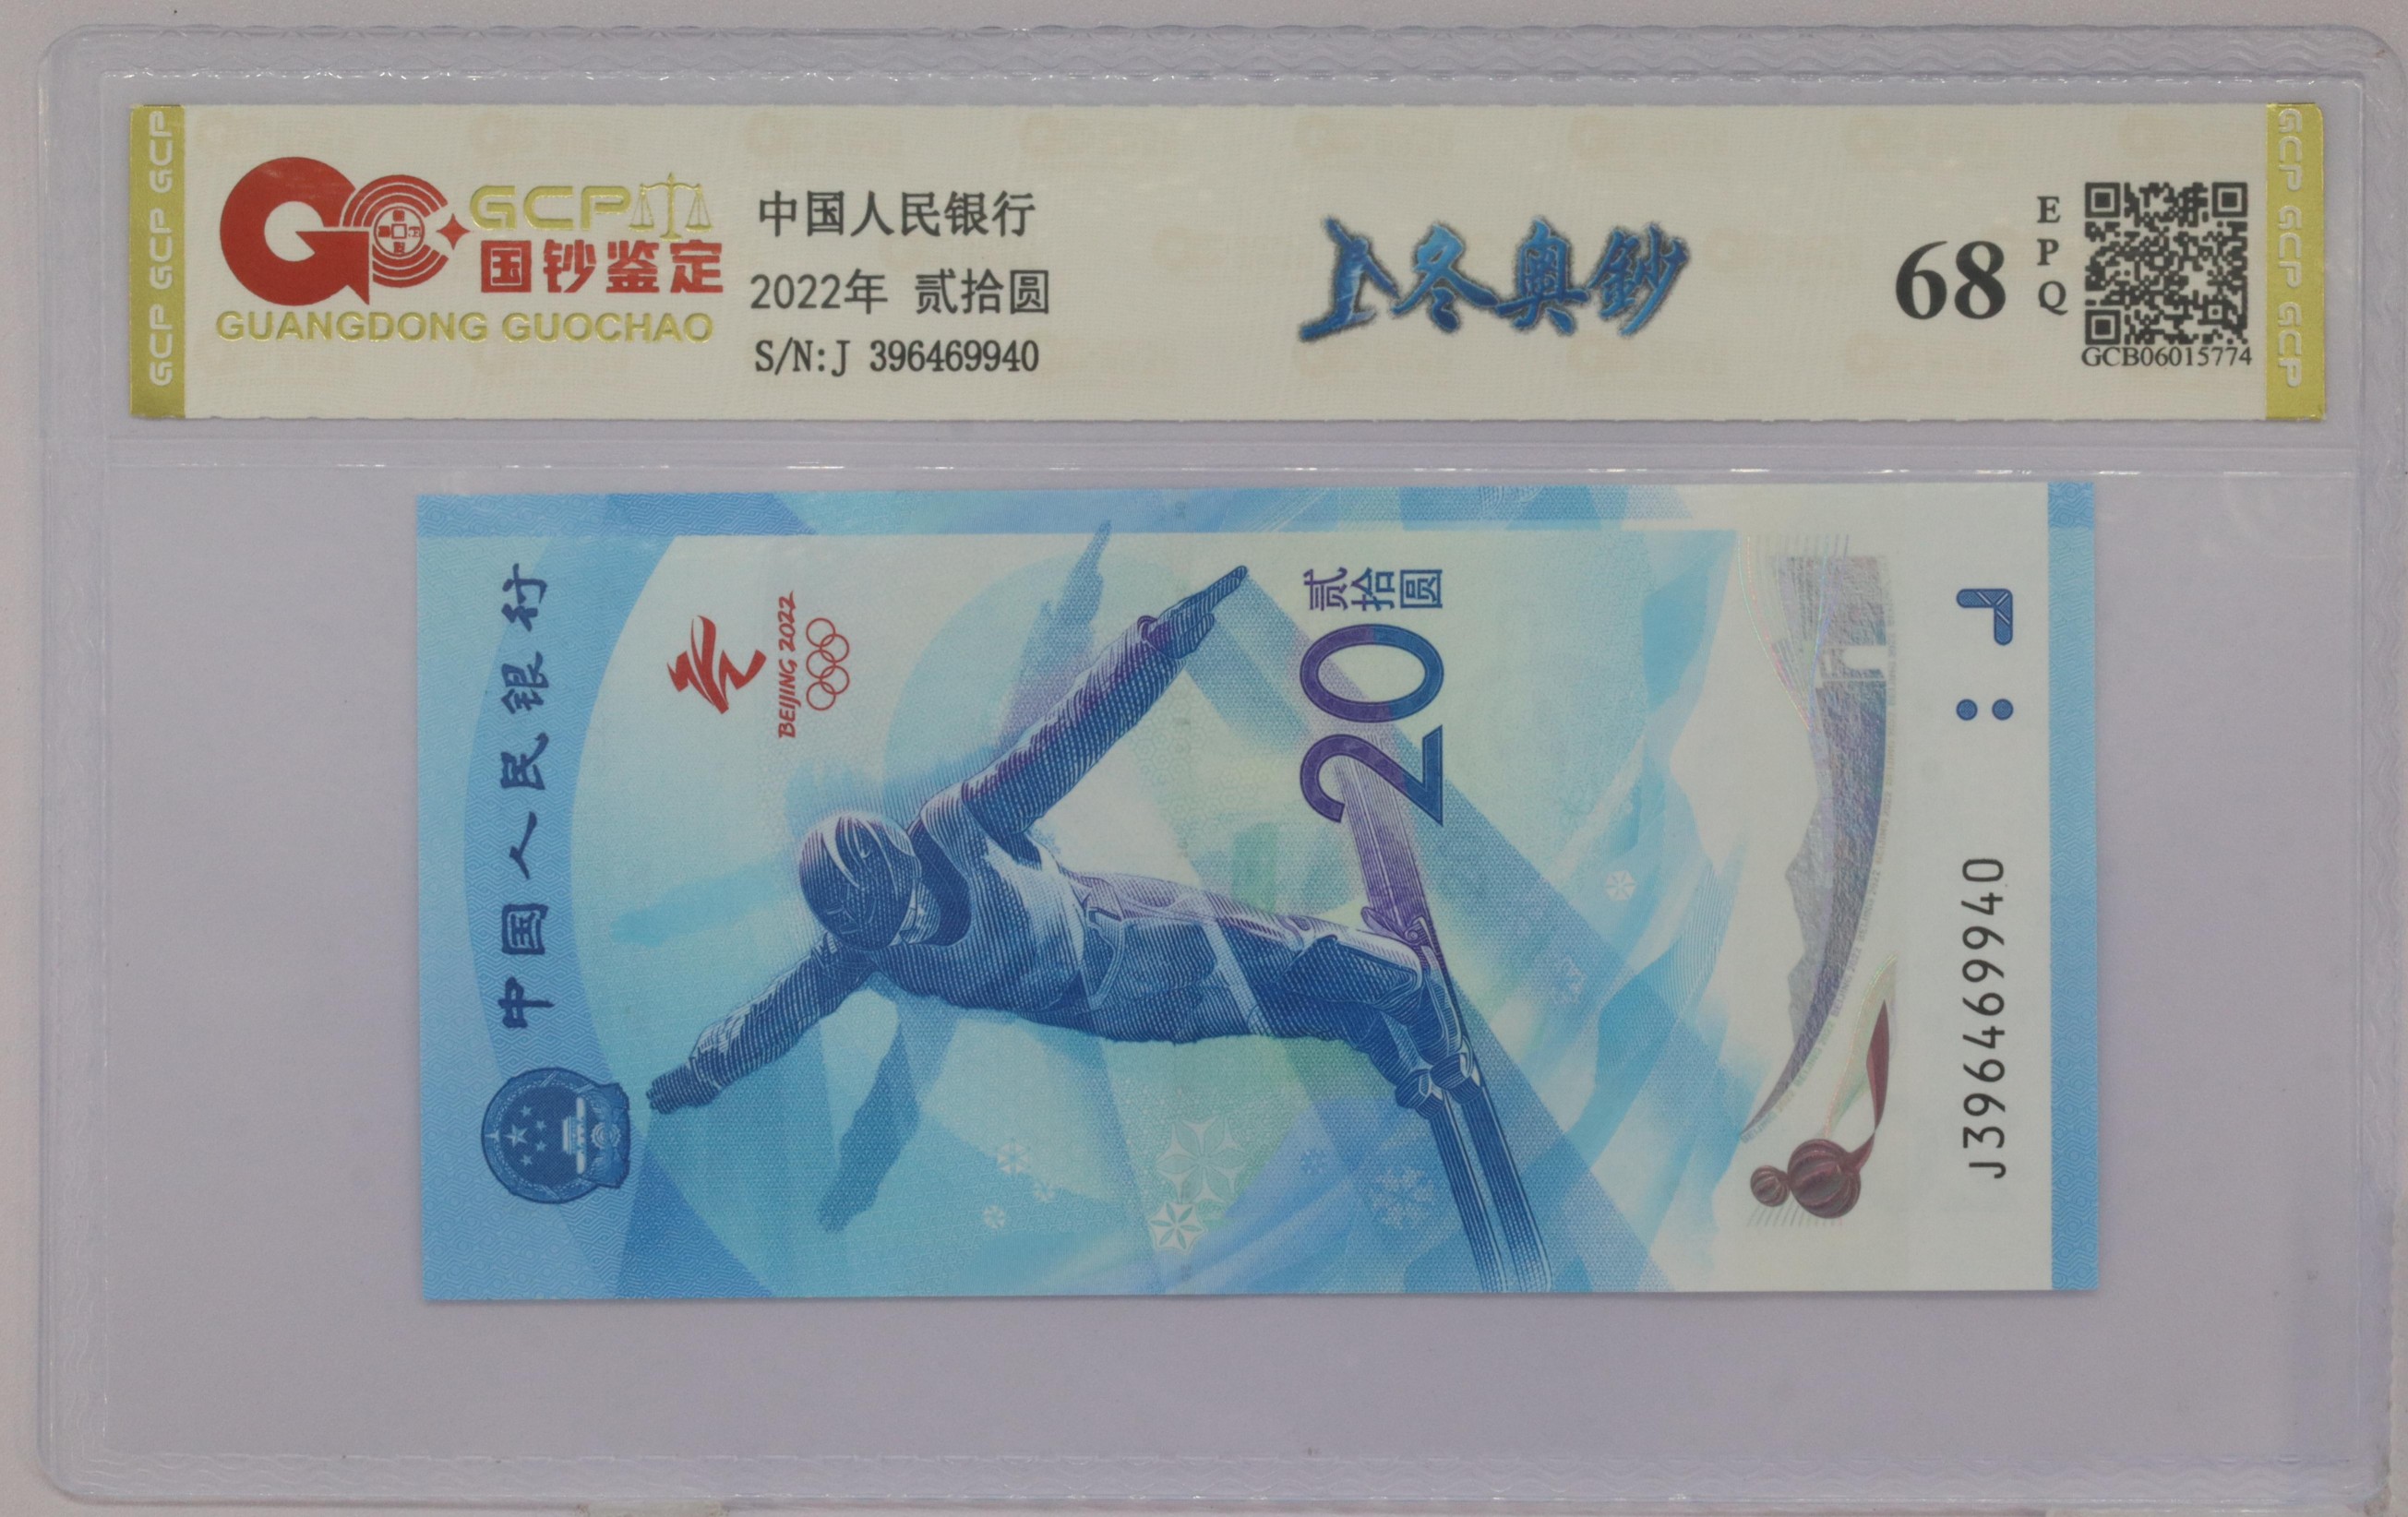 GCP GCP GCP
GCP
国钞鉴定
GUANGDONG GUOCHAO
中国人民银行
2022年 贰拾圆
S/N:J 396469940
冬奥鈔
68
EPQ
GCB06015774
GCP GCP GCP
中国人民银行
BEIJING 2022
贰拾圆
20
J396469940